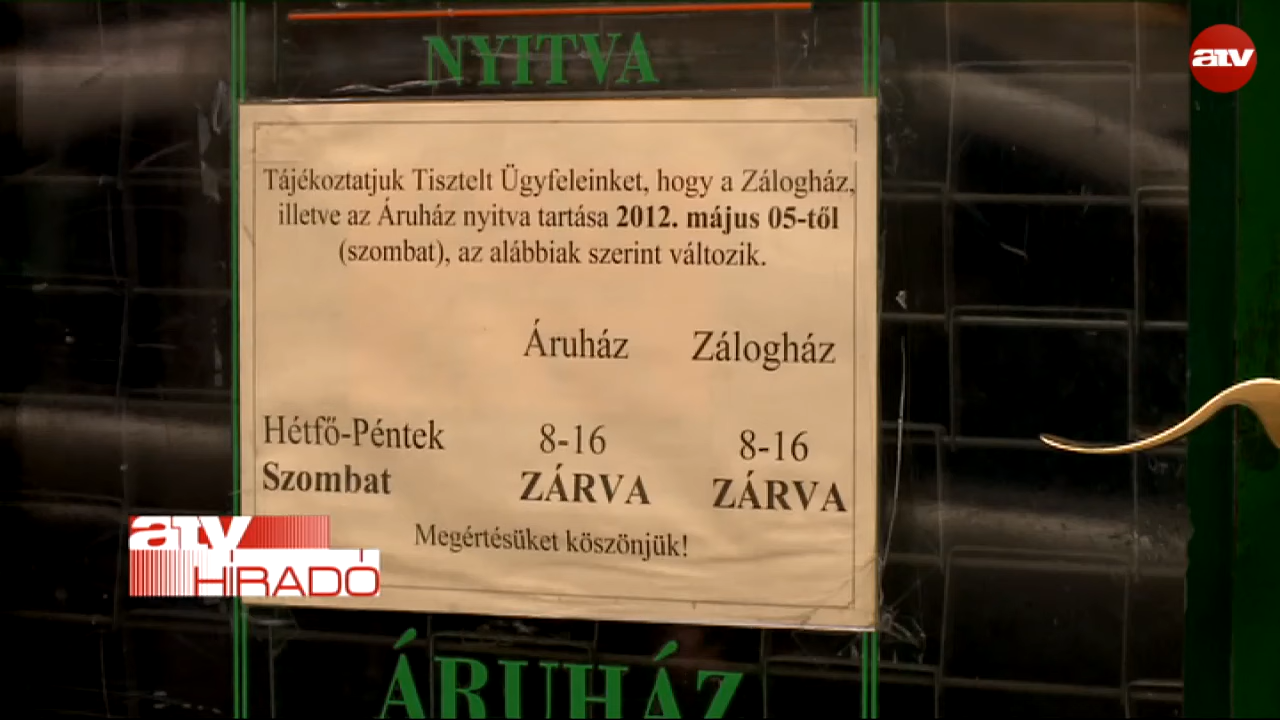 NYITVA
atv
Tájékoztatjuk Tisztelt Ügyfeleinket, hogy a Zálogház,
illetve az Áruház nyitva tartása 2012. május 05-től
(szombat), az alábbiak szerint változik.
Áruház Zálogház
Hétfő-Péntek 8-16 8-16
Szombat ZÁRVA ZÁRVA
Megértésüket köszönjük!
atv
HIRADÓ
ÁRUHÁZ